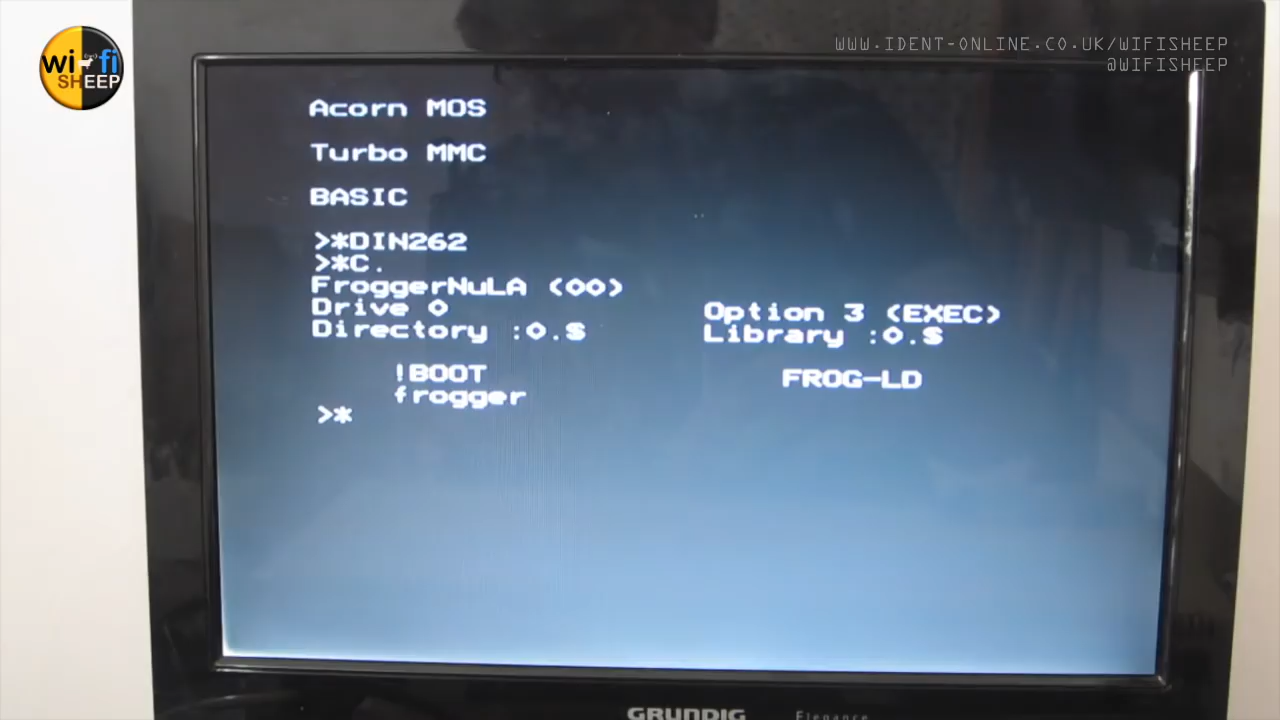 wi-fi
SHEEP
WWW.IDENT-ONLINE.CO.UK/WIFISHEEP
@WIFISHEEP
Acorn MOS
Turbo MMC
BASIC
>*DIN262
>*C.
FroggerNuLA (00)
Drive 0 Option 3 (EXEC)
Directory :0.$ Library :0.$
!BOOT FROG-LD
frogger
>*
GRUNDIG Elegance